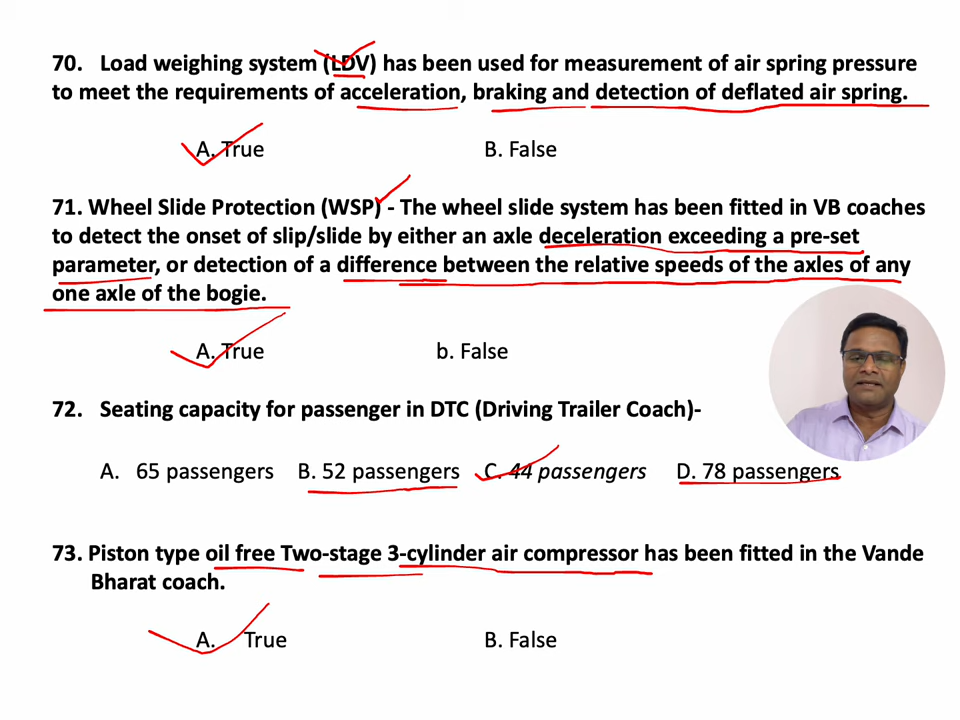 70. Load weighing system (LDV) has been used for measurement of air spring pressure
to meet the requirements of acceleration, braking and detection of deflated air spring.
A. True B. False
71. Wheel Slide Protection (WSP) - The wheel slide system has been fitted in VB coaches
to detect the onset of slip/slide by either an axle deceleration exceeding a pre-set
parameter, or detection of a difference between the relative speeds of the axles of any
one axle of the bogie.
A. True b. False
72. Seating capacity for passenger in DTC (Driving Trailer Coach)-
A. 65 passengers B. 52 passengers C. 44 passengers D. 78 passengers
73. Piston type oil free Two-stage 3-cylinder air compressor has been fitted in the Vande
Bharat coach.
A. True B. False